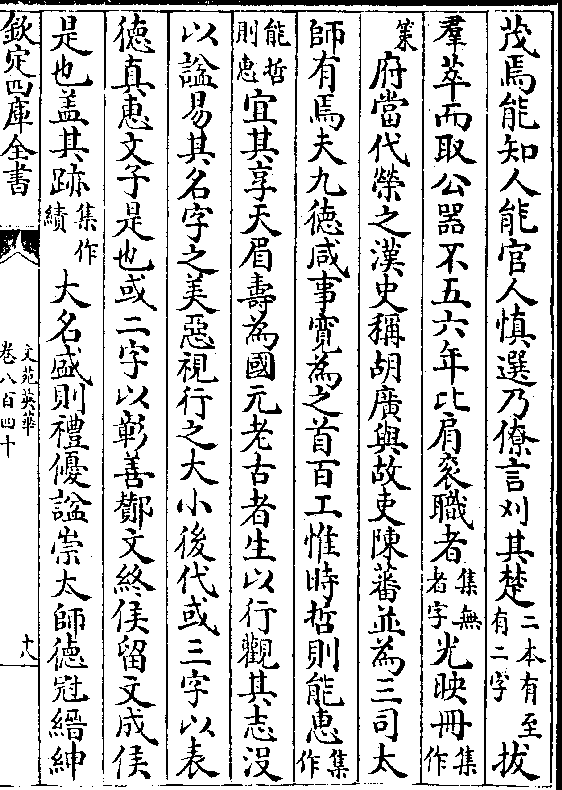 茂焉能知人能官人慎選乃僚言刈其楚二本有至有二字拔
羣萃而取公器不五六年比肩衮職者集無者字光映冊集作
策府當代榮之漢史稱胡廣與故吏陳蕃並為三司太
師有焉夫九德咸事寛為之首百工惟時哲則能惠集作
能哲則惠宜其享天眉壽為國元老古者生以行觀其志没
以諡易其名字之美惡視行之大小後代或三字以表
德真惠文子是也或二字以彰善酇文終侯留文成侯
是也盖其跡集作績大名盛則禮優諡崇太師德冠縉紳
欽定四庫全書
文苑英華
卷八百四十
十八